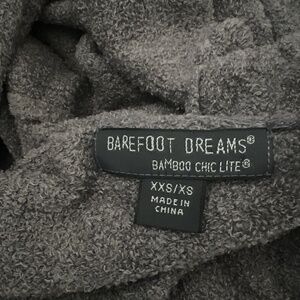 BAREFOOT DREAMS®
BAMBOO CHIC LITE®
XXS/XS
MADE IN
CHINA